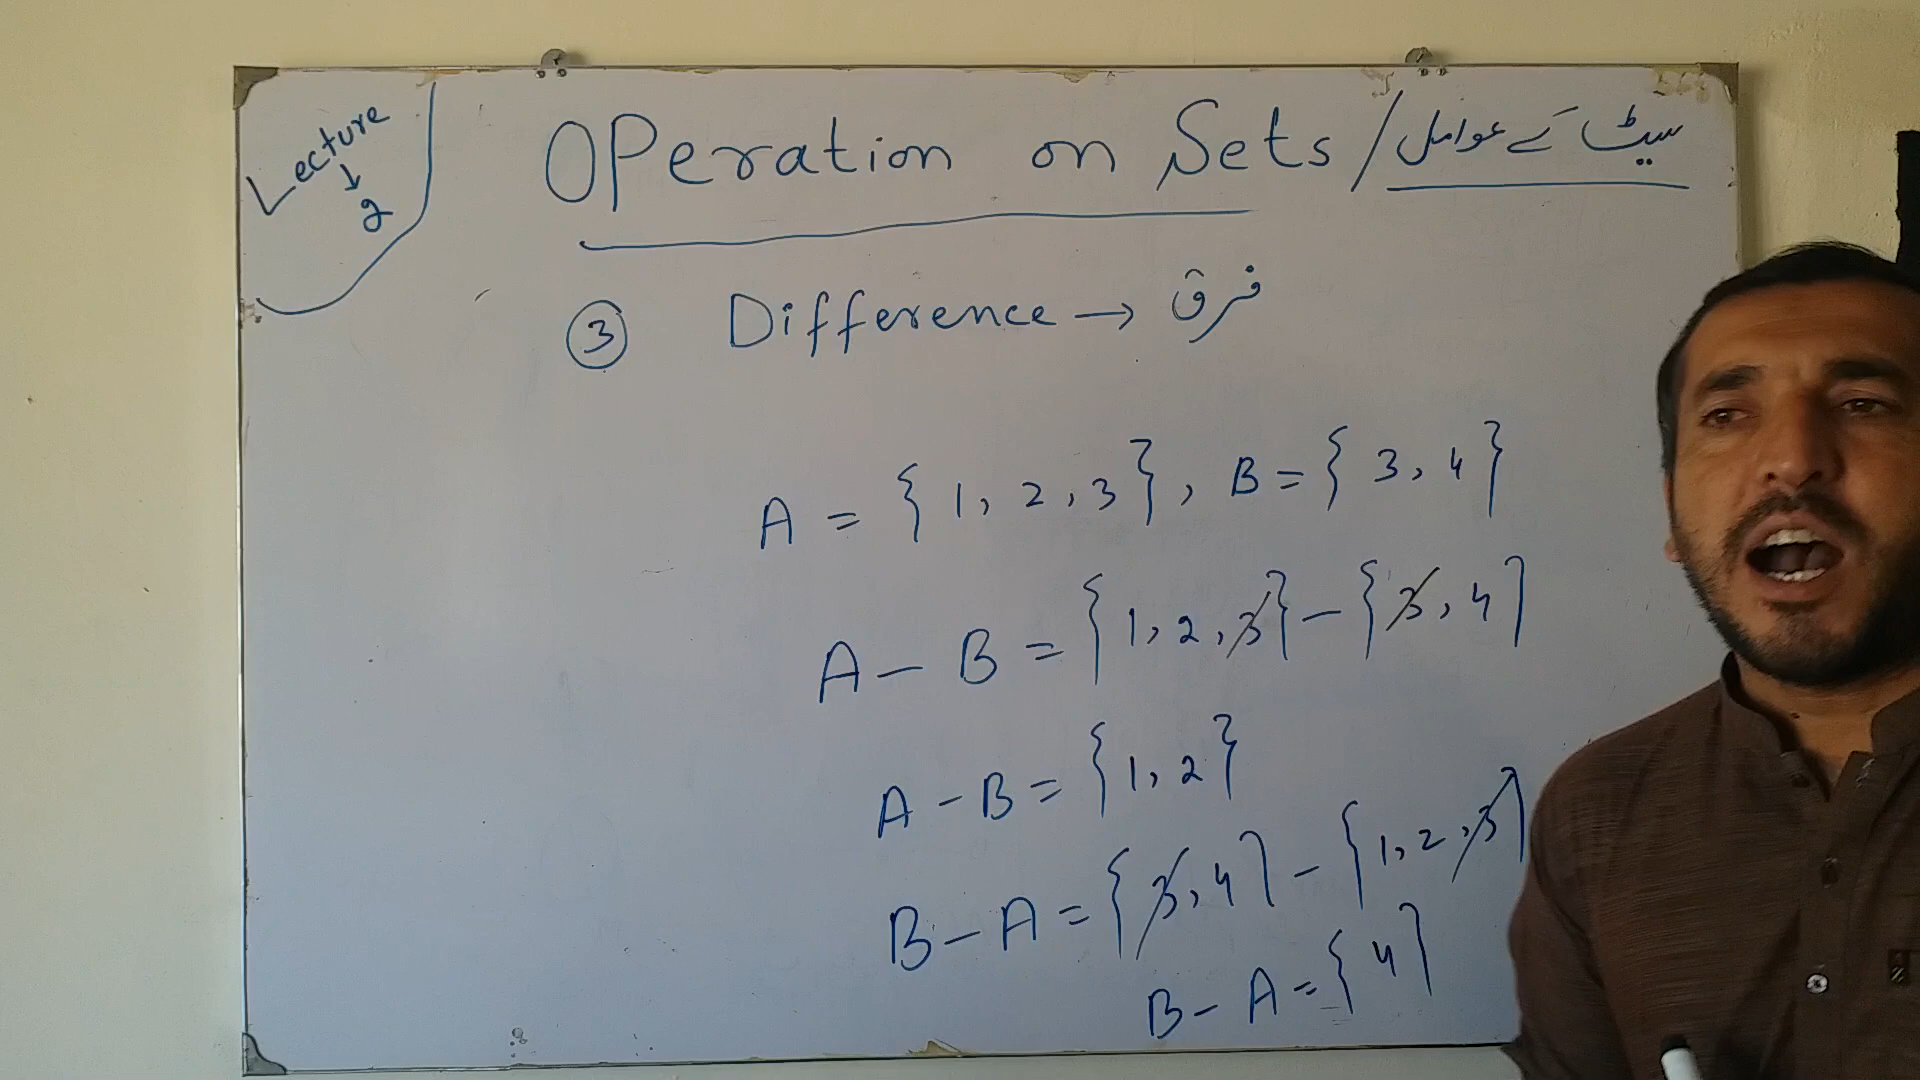 Lecture
↓
2
OPeration on Sets / سیٹ کے عوامل
③ Difference → فرق
A = {1, 2, 3}, B = {3, 4}
A - B = {1, 2, 3} - {3, 4}
A - B = {1, 2}
B - A = {3, 4} - {1, 2, 3}
B - A = {4}